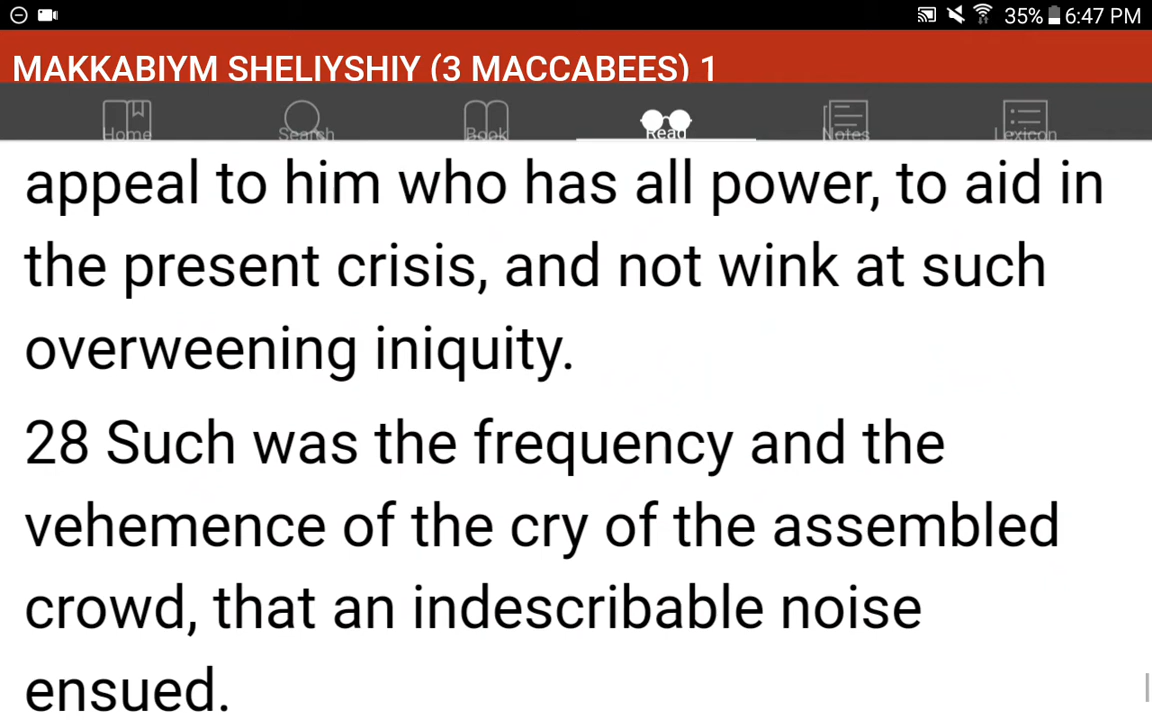 35% 6:47 PM
MAKKABIYM SHELIYSHIY (3 MACCABEES) 1
Home Search Book Read Notes Lexicon
appeal to him who has all power, to aid in
the present crisis, and not wink at such
overweening iniquity.
28 Such was the frequency and the
vehemence of the cry of the assembled
crowd, that an indescribable noise
ensued.